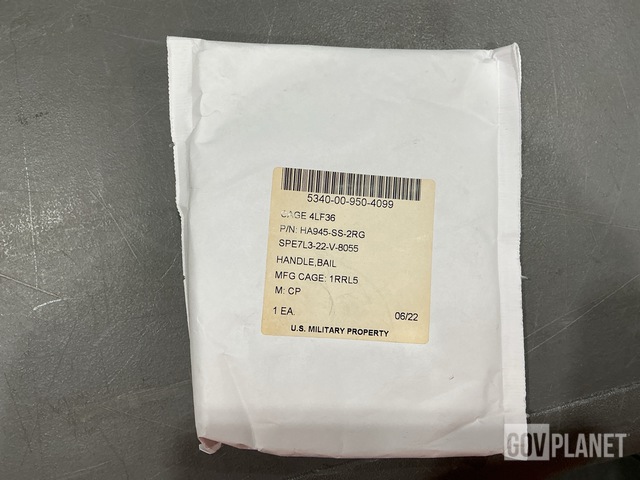 5340-00-950-4099
CAGE 4LF36
P/N: HA945-SS-2RG
SPE7L3-22-V-8055
HANDLE,BAIL
MFG CAGE: 1RRL5
M: CP
1 EA. 06/22
U.S. MILITARY PROPERTY
GOVPLANET